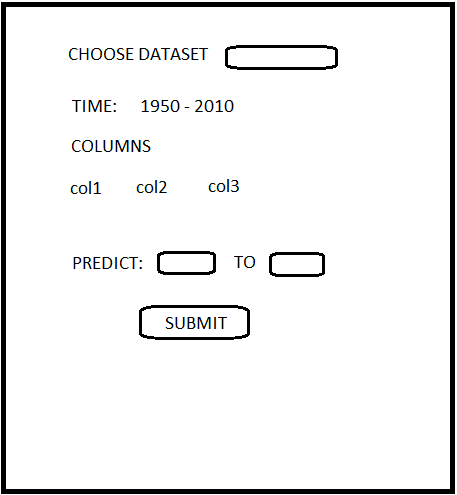 CHOOSE DATASET
TIME: 1950 - 2010
COLUMNS
col1 col2 col3
PREDICT: TO
SUBMIT